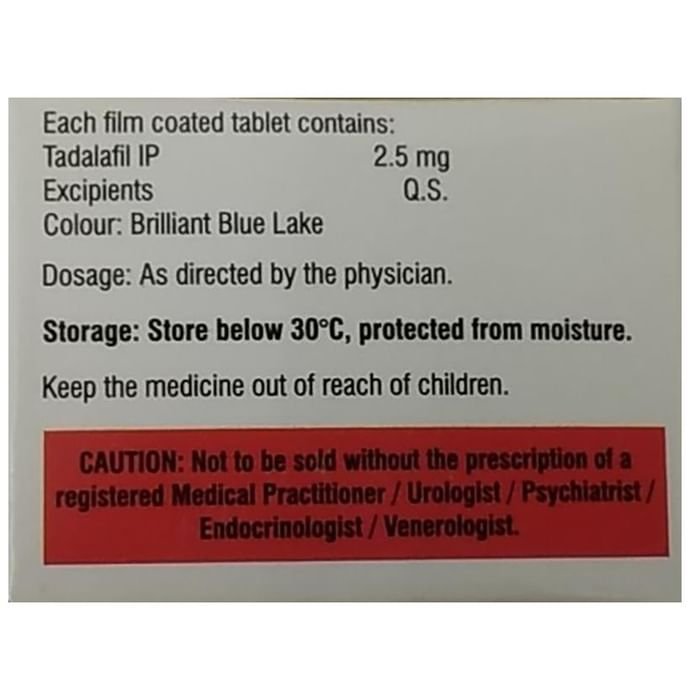 Each film coated tablet contains:
Tadalafil IP 2.5 mg
Excipients Q.S.
Colour: Brilliant Blue Lake
Dosage: As directed by the physician.
Storage: Store below 30°C, protected from moisture.
Keep the medicine out of reach of children.
CAUTION: Not to be sold without the prescription of a
registered Medical Practitioner / Urologist / Psychiatrist /
Endocrinologist / Venerologist.